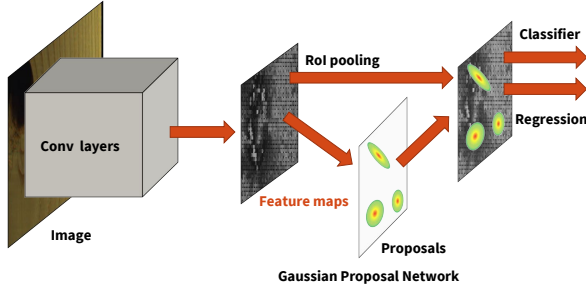 Classifier
RoI pooling
Regression
Conv layers
Feature maps
Image
Proposals
Gaussian Proposal Network